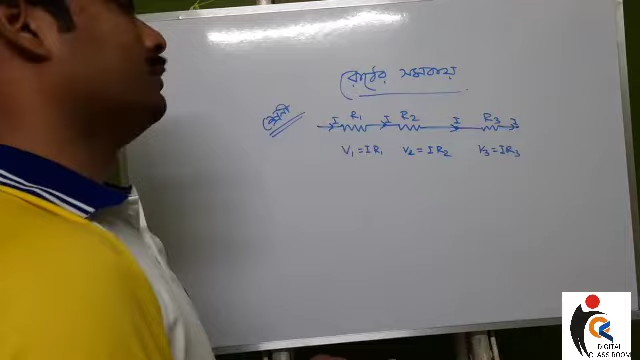 রোধের সমবায়
শ্রেণী
I R1 I R2 I R3 I
V1 = IR1 V2 = IR2 V3 = IR3
DIGITAL
CLASS ROOM